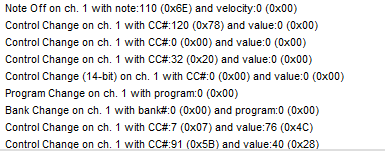 Note Off on ch. 1 with note:110 (0x6E) and velocity:0 (0x00)
Control Change on ch. 1 with CC#:120 (0x78) and value:0 (0x00)
Control Change on ch. 1 with CC#:0 (0x00) and value:0 (0x00)
Control Change on ch. 1 with CC#:32 (0x20) and value:0 (0x00)
Control Change (14-bit) on ch. 1 with CC#:0 (0x00) and value:0 (0x00)
Program Change on ch. 1 with program:0 (0x00)
Bank Change on ch. 1 with bank#:0 (0x00) and program:0 (0x00)
Control Change on ch. 1 with CC#:7 (0x07) and value:76 (0x4C)
Control Change on ch. 1 with CC#:91 (0x5B) and value:40 (0x28)